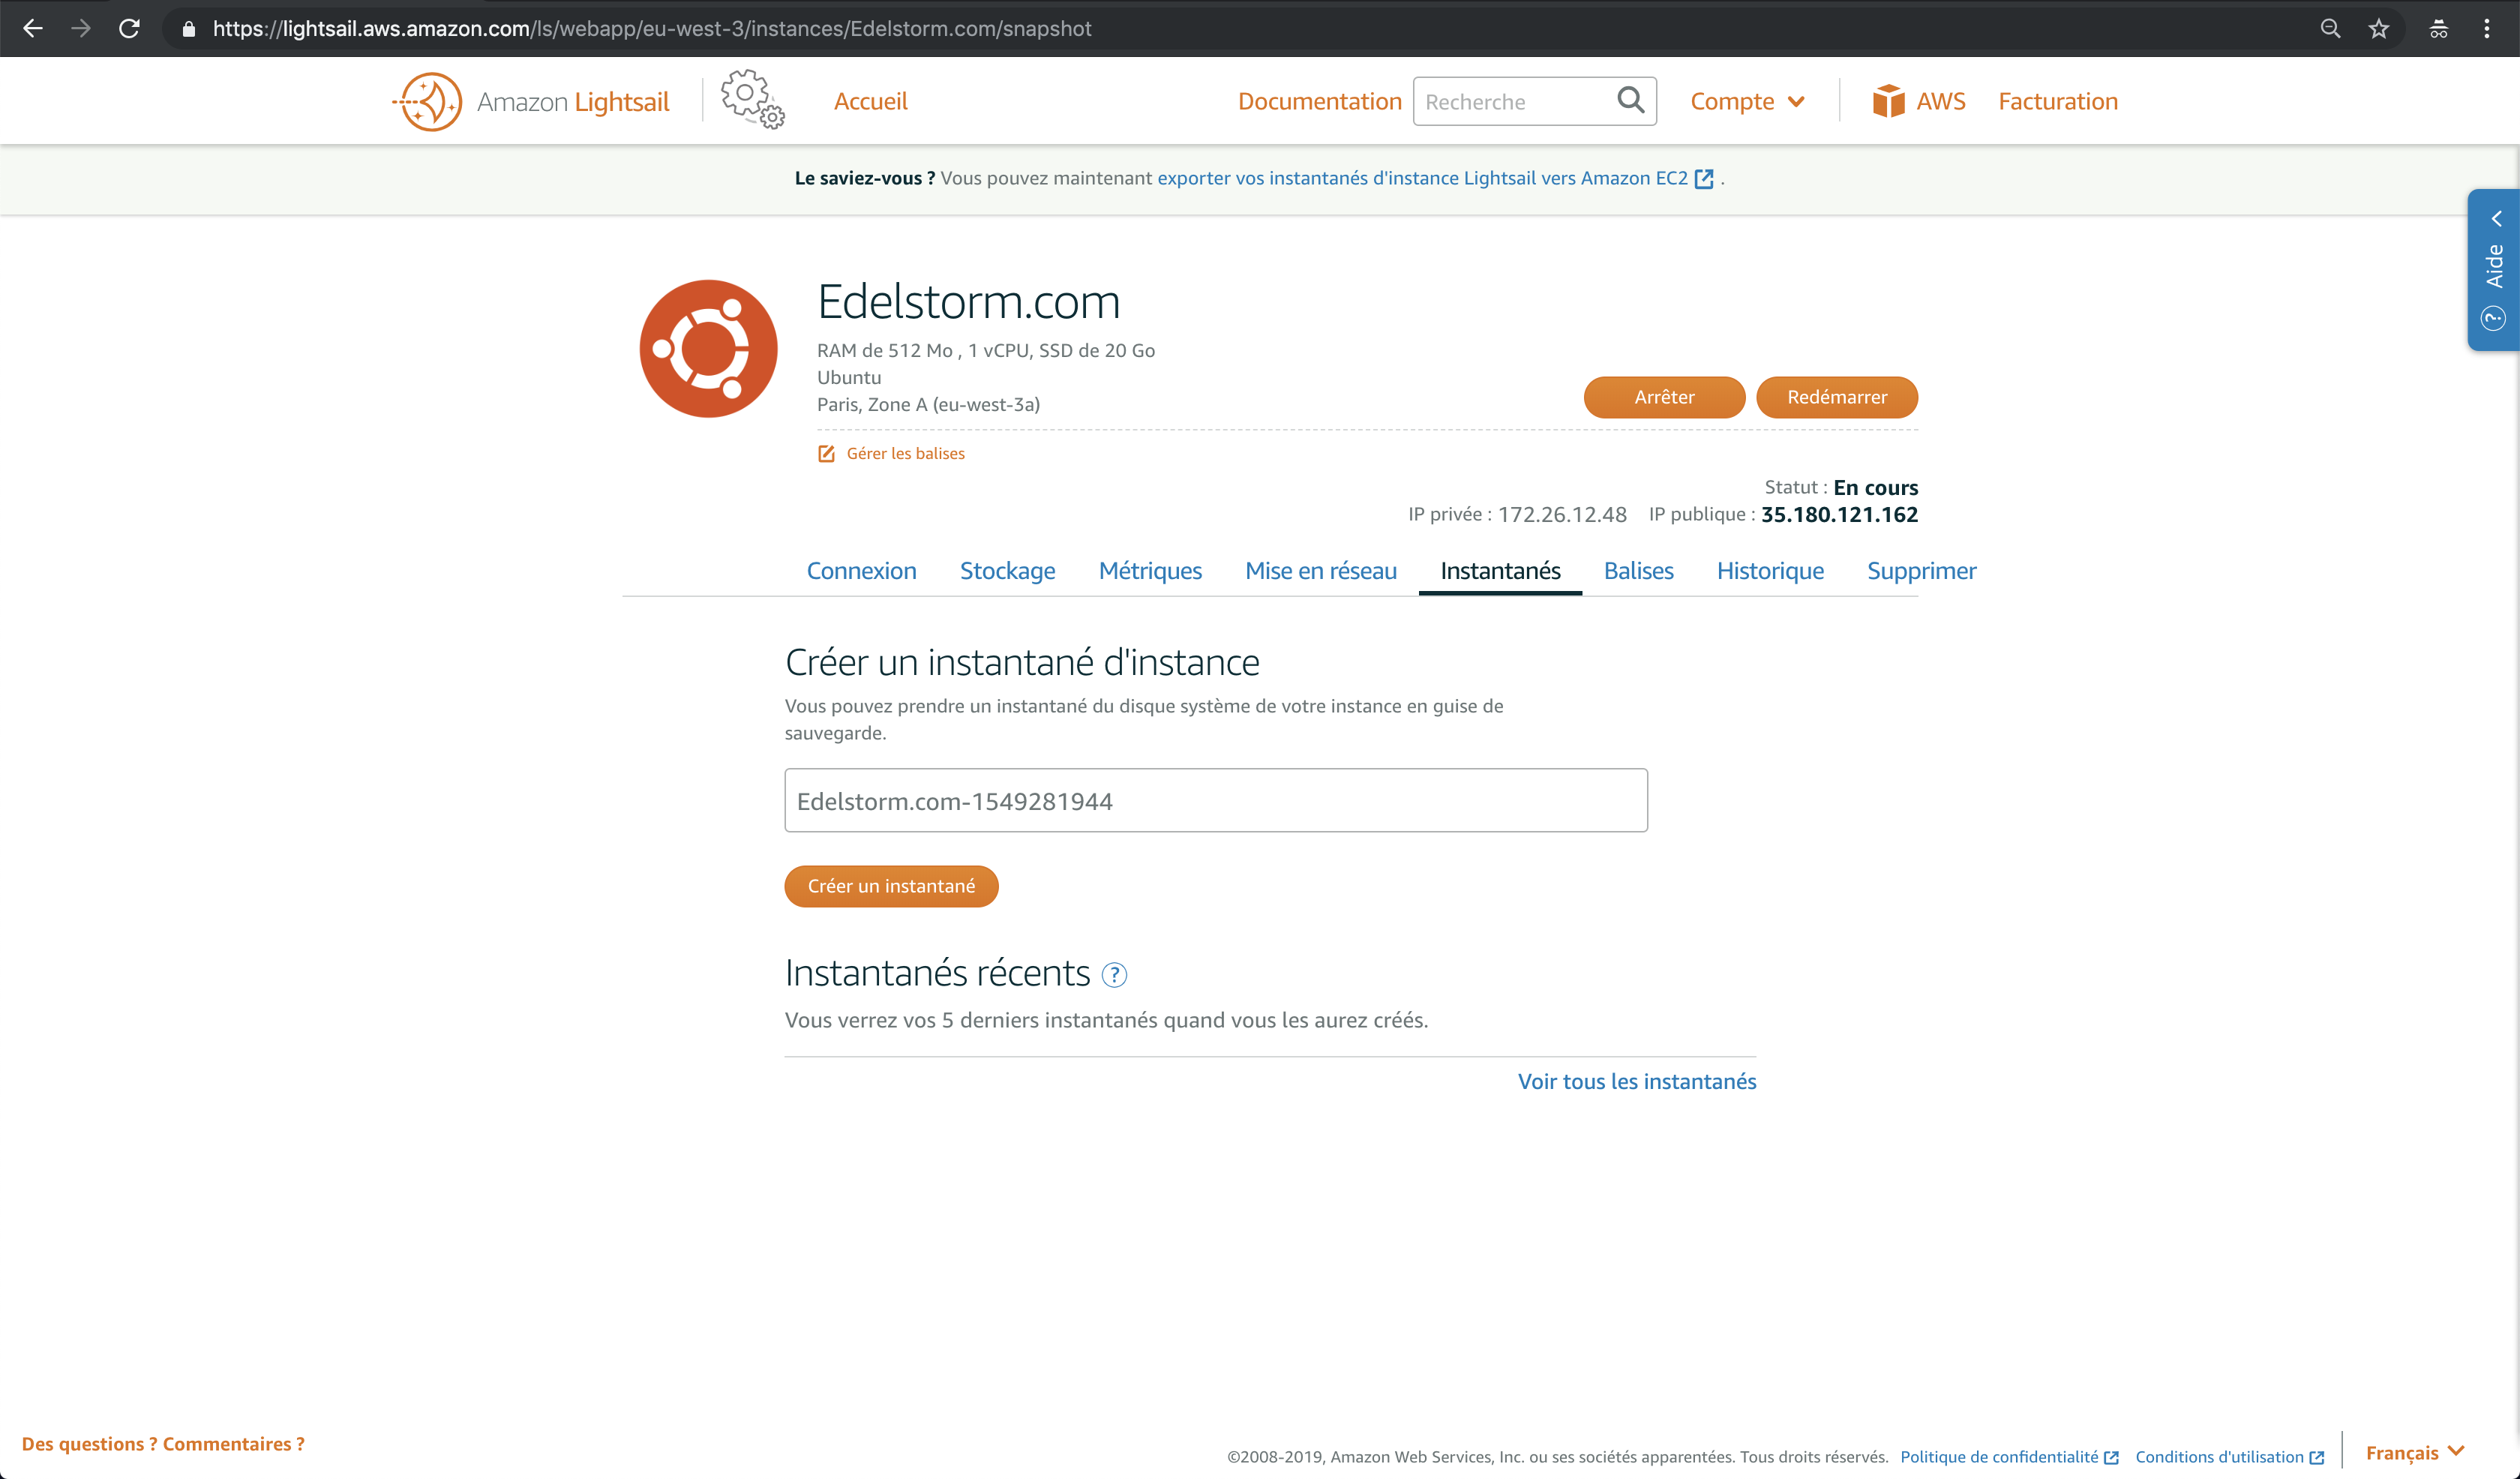 https://lightsail.aws.amazon.com/ls/webapp/eu-west-3/instances/Edelstorm.com/snapshot
Amazon Lightsail
Accueil
Documentation
Recherche
Compte
AWS
Facturation
Le saviez-vous ? Vous pouvez maintenant exporter vos instantanés d'instance Lightsail vers Amazon EC2 .
Aide
?
Edelstorm.com
RAM de 512 Mo , 1 vCPU, SSD de 20 Go
Ubuntu
Paris, Zone A (eu-west-3a)
Arrêter
Redémarrer
Gérer les balises
Statut : En cours
IP privée : 172.26.12.48 IP publique : 35.180.121.162
Connexion Stockage Métriques Mise en réseau Instantanés Balises Historique Supprimer
Créer un instantané d'instance
Vous pouvez prendre un instantané du disque système de votre instance en guise de
sauvegarde.
Edelstorm.com-1549281944
Créer un instantané
Instantanés récents ?
Vous verrez vos 5 derniers instantanés quand vous les aurez créés.
Voir tous les instantanés
Des questions ? Commentaires ?
©2008-2019, Amazon Web Services, Inc. ou ses sociétés apparentées. Tous droits réservés. Politique de confidentialité Conditions d'utilisation
Français